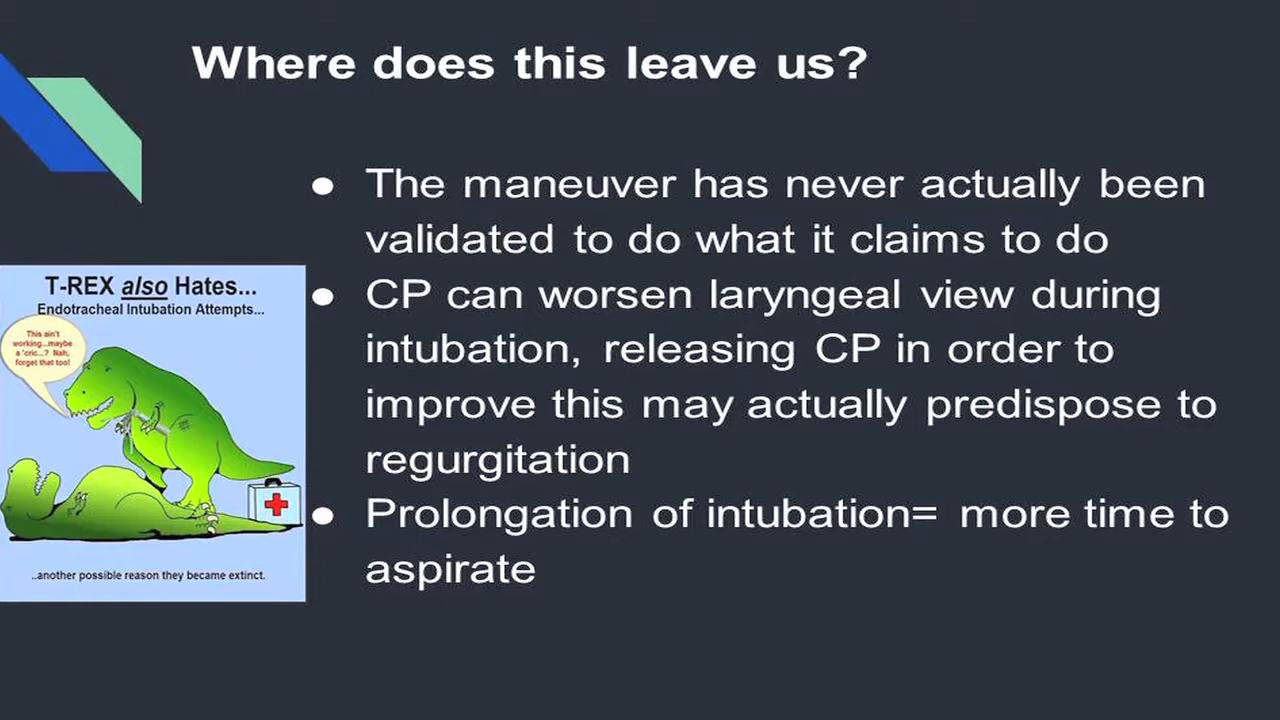 Where does this leave us?
● The maneuver has never actually been
validated to do what it claims to do
● CP can worsen laryngeal view during
intubation, releasing CP in order to
improve this may actually predispose to
regurgitation
● Prolongation of intubation= more time to
aspirate
T-REX also Hates...
Endotracheal Intubation Attempts...
This ain't
working...maybe
a 'cric...? Nah,
forget that too!
..another possible reason they became extinct.